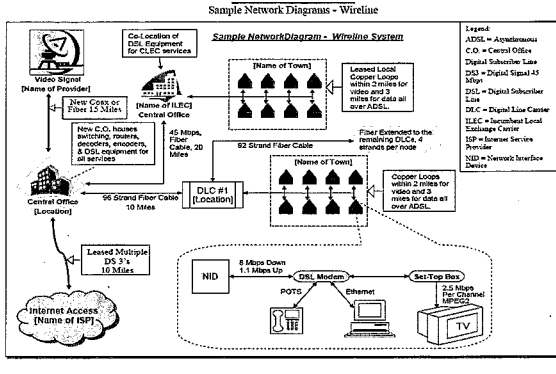 Sample Network Diagrams - Wireline
Sample NetworkDiagram - Wireline System
Co-Location of
DSL Equipment
for CLEC services
Video Signal
[Name of Provider]
[Name of ILEC]
Central Office
[Name of Town]
Leased Local
Copper Loops
within 2 miles for
video and 3
miles for data all
over ADSL.
Legend:
ADSL = Asynchronous
C.O. = Central Office
Digital Subscriber Line
DS3 = Digital Signal 45
Mbps
DSL = Digital Subscriber
Line
DLC = Digital Line Carrier
ILEC = Incumbent Local
Exchange Carrier
ISP = Internet Service
Provider
NID = Network Interface
Device
New Coax or
Fiber 15 Miles
New C.O. houses
switching, routers,
decoders, encoders,
& DSL equipment for
all services
45 Mbps,
Fiber
Cable, 20
Miles
92 Strand Fiber Cable
Fiber Extended to the
remaining DLCs, 4
strands per node
Central Office
[Location]
96 Strand Fiber Cable
10 Miles
DLC #1
[Location]
[Name of Town]
Copper Loops
within 2 miles
for video and 3
miles for data
all over ADSL.
Leased Multiple
DS 3's
10 Miles
Internet Access
[Name of ISP]
NID
8 Mbps Down
1.1 Mbps Up
DSL Modem
Set-Top Box
POTS
Ethernet
2.5 Mbps
Per Channel
MPEG2
TV